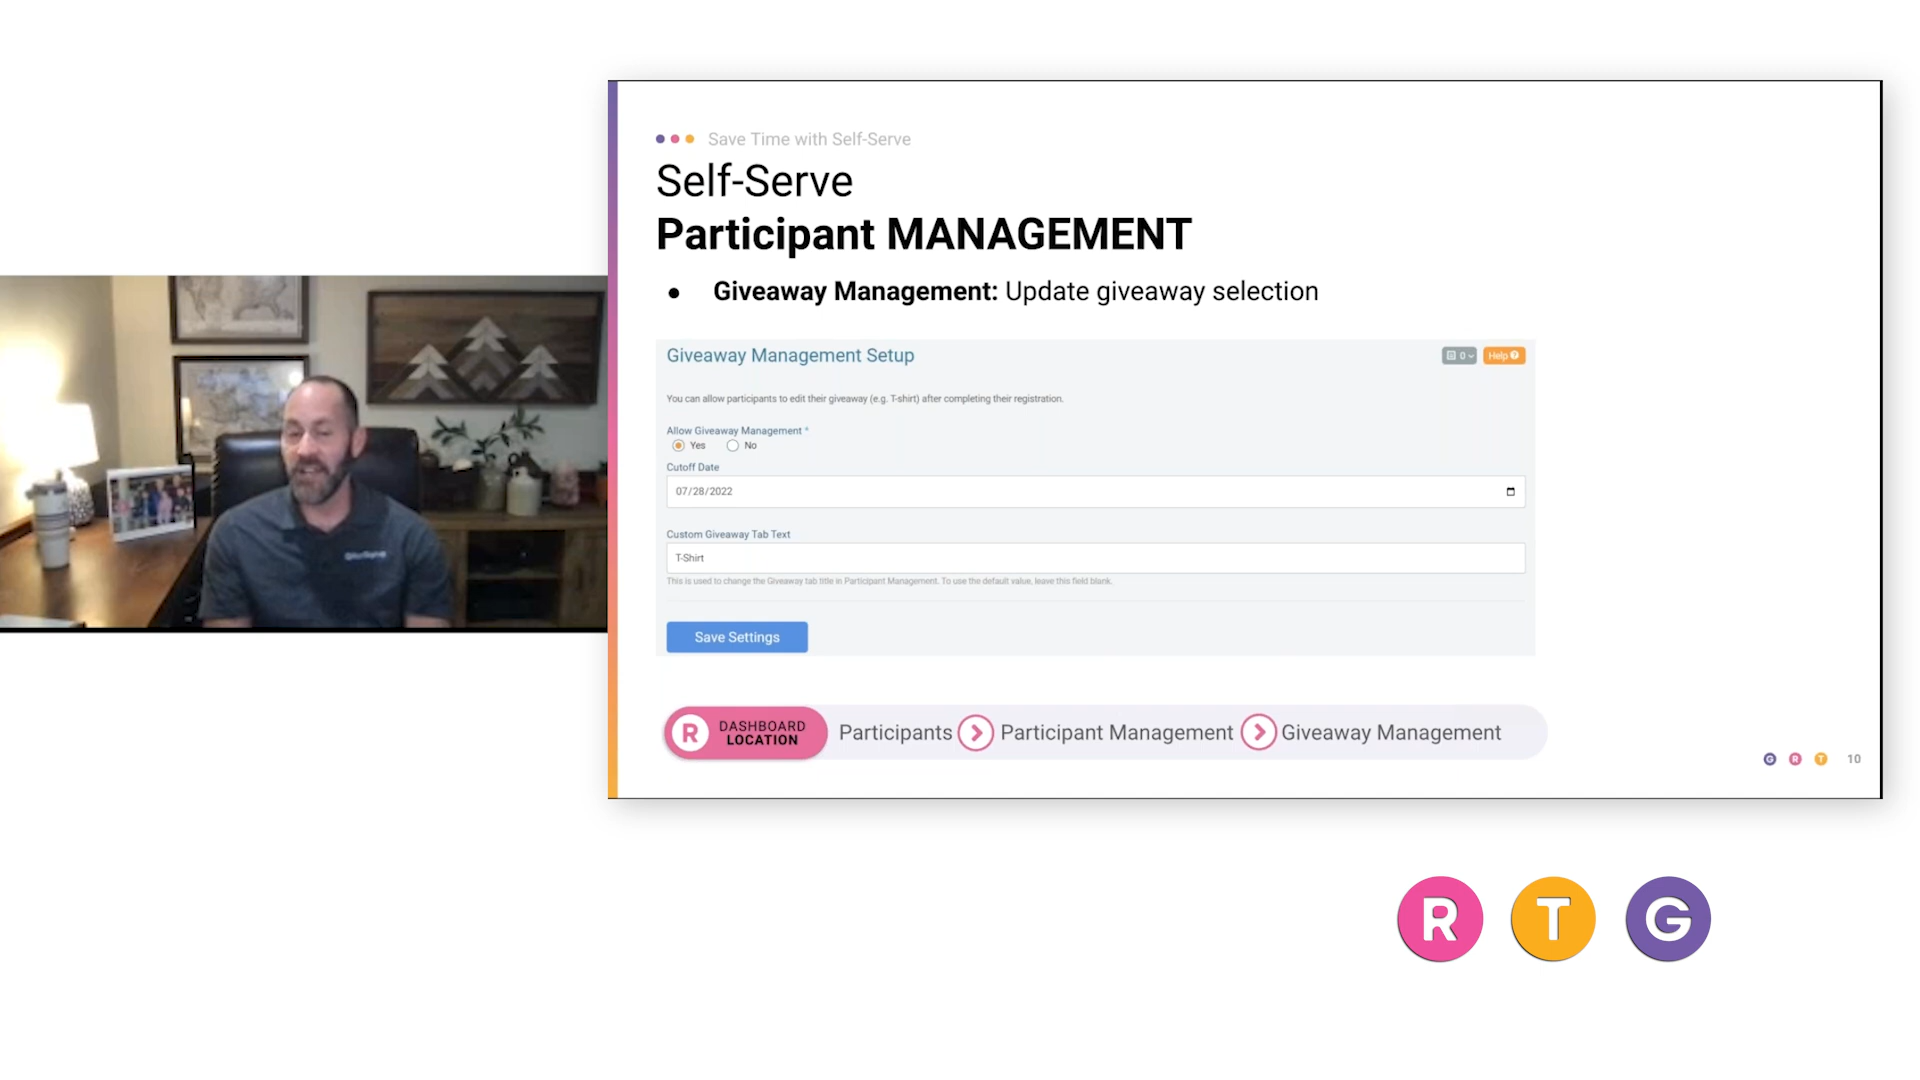 Save Time with Self-Serve
Self-Serve
Participant MANAGEMENT
● Giveaway Management: Update giveaway selection
Giveaway Management Setup
0
Help ?
You can allow participants to edit their giveaway (e.g. T-shirt) after completing their registration.
Allow Giveaway Management *
Yes No
Cutoff Date
07/28/2022
Custom Giveaway Tab Text
T-Shirt
This is used to change the Giveaway tab title in Participant Management. To use the default value, leave this field blank.
Save Settings
R DASHBOARD
LOCATION
Participants > Participant Management > Giveaway Management
G R T 10
R T G